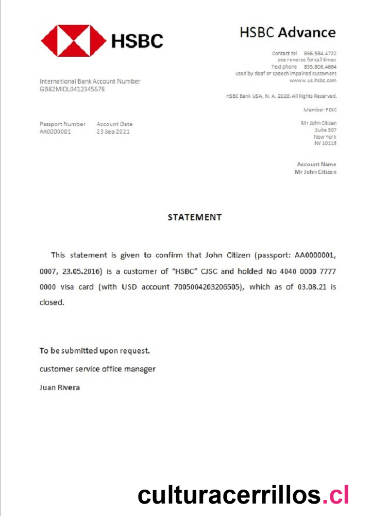 HSBC
HSBC Advance
Contact tel 866.584.4722
see reverse for call times
Text phone 855.806.4664
used by deaf or speech impaired customers
www.us.hsbc.com
International Bank Account Number
GB82MIDL0412345678
HSBC Bank USA, N. A. 2020. All Rights Reserved.
Member FDIC
Passport Number Account Date
AA0000001 23 Sep 2021
Mr John Citizen
Suite 507
New York
NY 10118
Account Name
Mr John Citizen
STATEMENT
This statement is given to confirm that John Citizen (passport: AA0000001,
0007, 23.05.2016) is a customer of "HSBC" CJSC and holded No 4040 0000 7777
0000 visa card (with USD account 7005004203206505), which as of 03.08.21 is
closed.
To be submitted upon request.
customer service office manager
Juan Rivera
culturacerrillos.cl